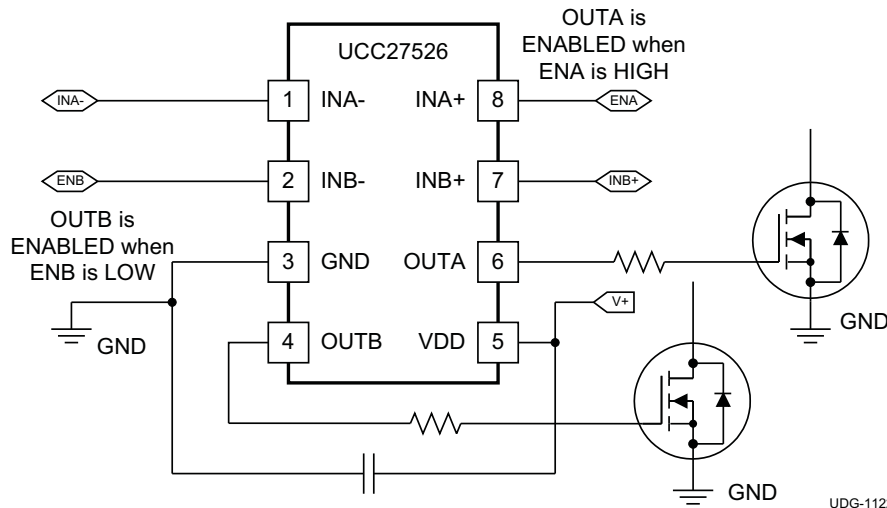 OUTA is
ENABLED when
ENA is HIGH
UCC27526
INA-
1
INA-
INA+
8
ENA
ENB
2
INB-
INB+
7
INB+
OUTB is
ENABLED when
ENB is LOW
3
GND
OUTA
6
V+
GND
GND
4
OUTB
VDD
5
GND